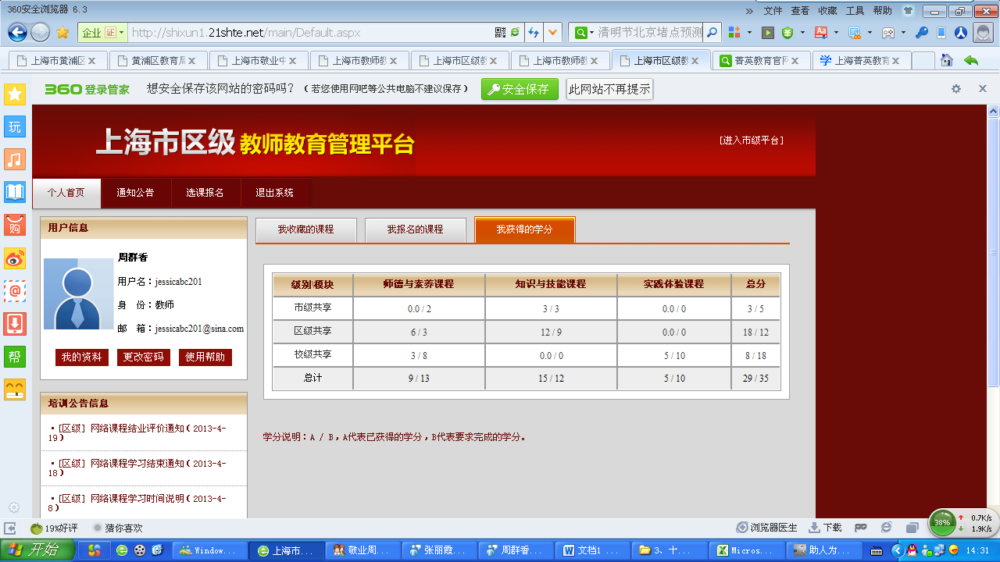 360安全浏览器 6.3
» 文件 查看 收藏 工具 帮助
企业 证 http://shixun1.21shte.net/main/Default.aspx 清明节北京堵点预测
上海市黄浦区 黄浦区教育局 上海市敬业中 上海市教师教 上海市区级教 上海市教师教 上海市区级教 菩英教育官网 学 上海菁英教育
360 登录管家 想安全保存该网站的密码吗？（若您使用网吧等公共电脑不建议保存） 安全保存 此网站不再提示
玩
购
@
帮
上海市区级 教师教育管理平台
[进入市级平台]
个人首页 通知公告 选课报名 退出系统
用户信息
周群香
用户名：jessicabc201
身 份：教师
邮 箱：jessicabc201@sina.com
我的资料 更改密码 使用帮助
培训公告信息
·[区级] 网络课程结业评价通知（2013-4-
19）
·[区级] 网络课程学习结束通知（2013-4-
18）
·[区级] 网络课程学习时间说明（2013-4-
8）
我收藏的课程 我报名的课程 我获得的学分
级别\模块 师德与素养课程 知识与技能课程 实践体验课程 总分
市级共享 0.0 / 2 3 / 3 0.0 / 0 3 / 5
区级共享 6 / 3 12 / 9 0.0 / 0 18 / 12
校级共享 3 / 8 0.0 / 0 5 / 10 8 / 18
总计 9 / 13 15 / 12 5 / 10 29 / 35
学分说明：A / B，A代表已获得的学分，B代表要求完成的学分。
19%好评 猜你喜欢 浏览器医生 下载 38% 0.7K/s
1.9K/s
开始 Window... 上海市... 敬业周... 张丽霞... 周群香... 文档1 ... 3、十... Micros... 助人为... 14:31